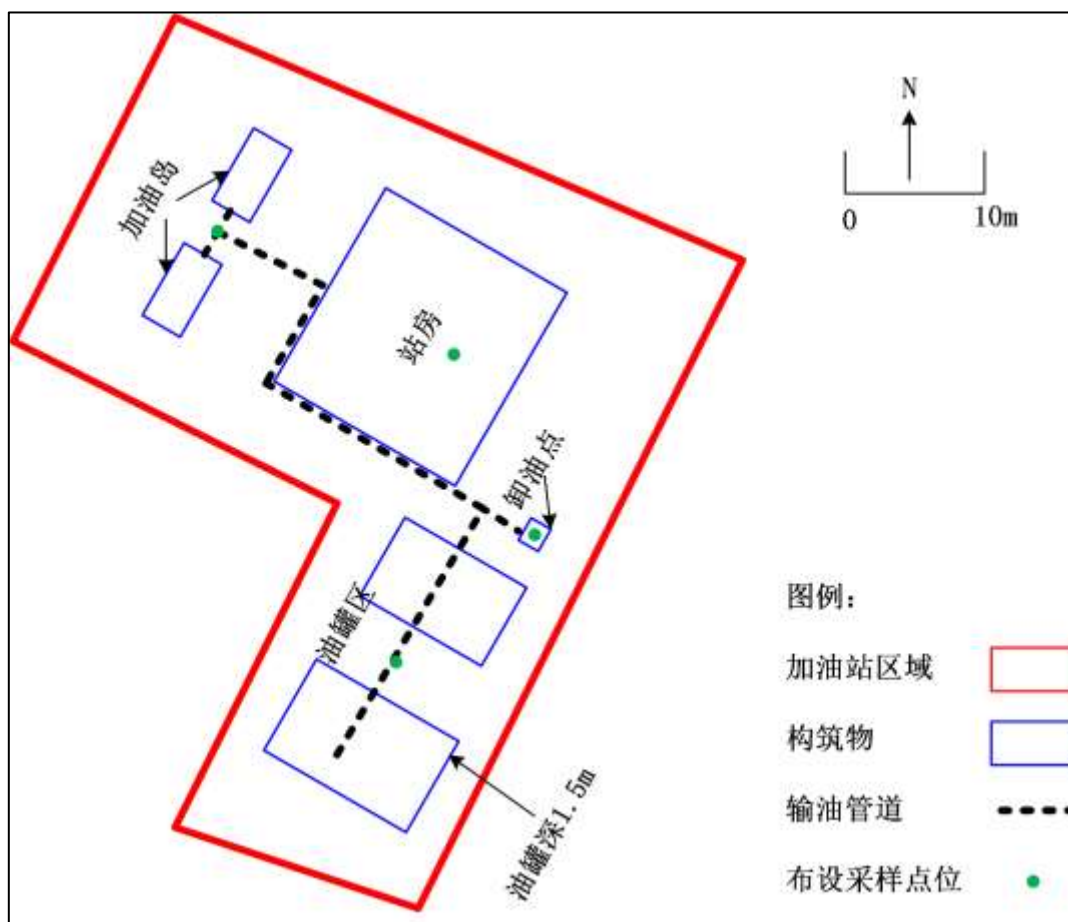 N
0
10m
加油岛
站房
卸油点
油罐区
油罐深1.5m
图例：
加油站区域
构筑物
输油管道
布设采样点位